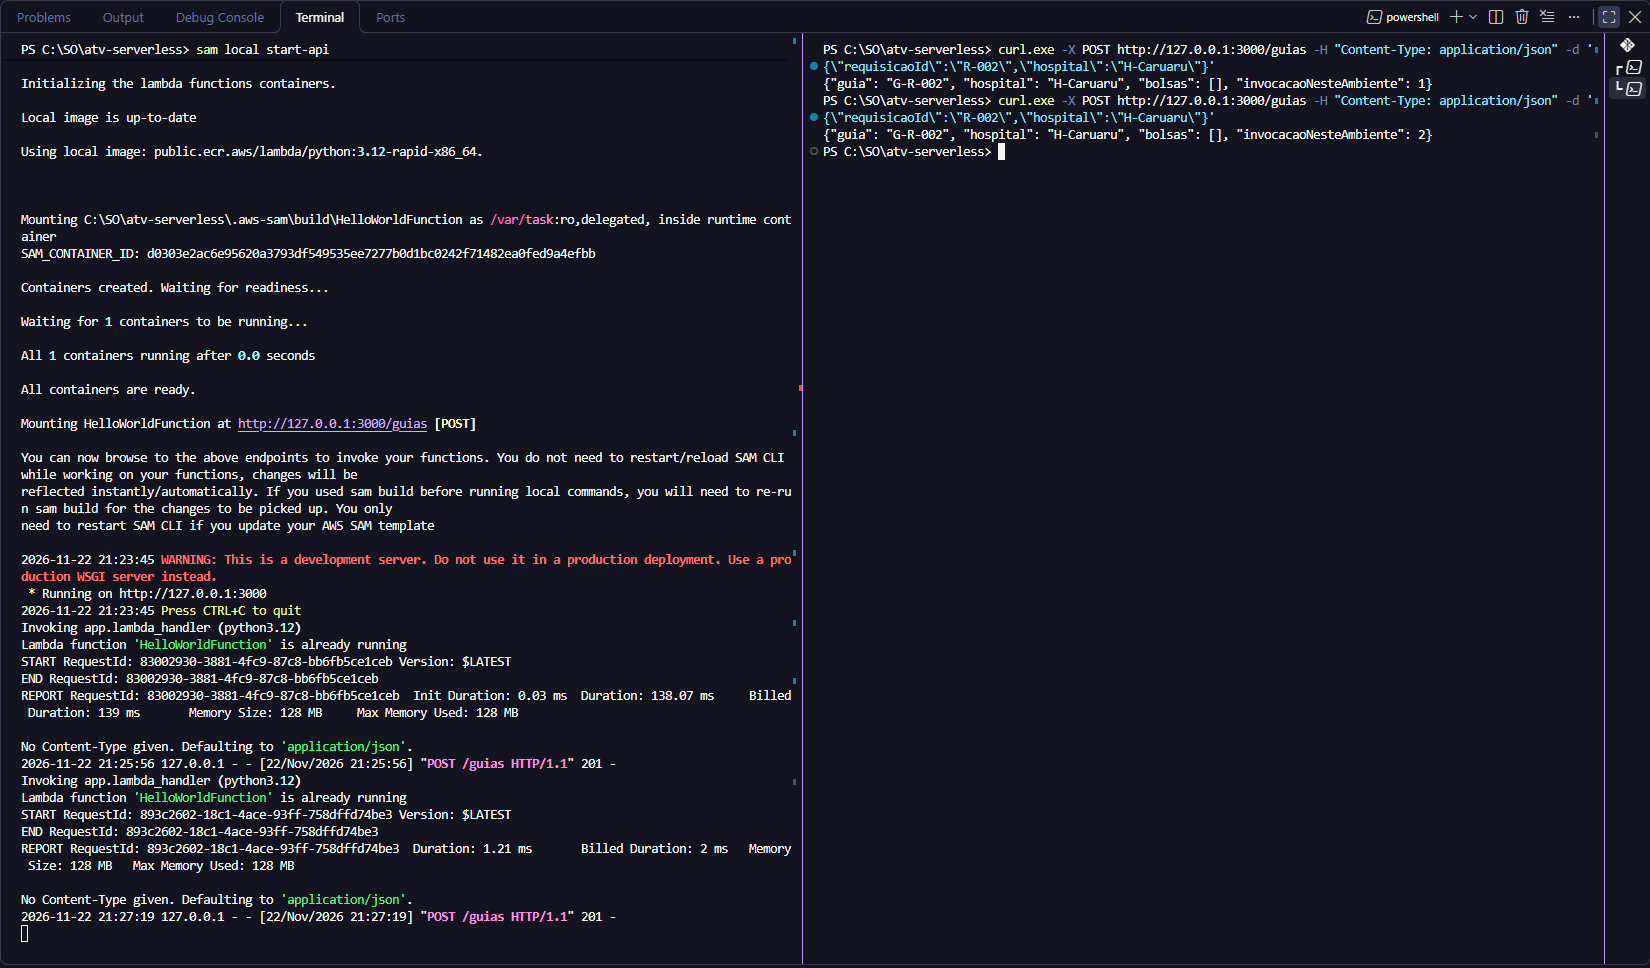 Problems Output Debug Console Terminal Ports powershell
PS C:\SO\atv-serverless> sam local start-api
Initializing the lambda functions containers.
Local image is up-to-date
Using local image: public.ecr.aws/lambda/python:3.12-rapid-x86_64.
Mounting C:\SO\atv-serverless\.aws-sam\build\HelloWorldFunction as /var/task:ro,delegated, inside runtime cont
ainer
SAM_CONTAINER_ID: d0303e2ac6e95620a3793df549535ee7277b0d1bc0242f71482ea0fed9a4efbb
Containers created. Waiting for readiness...
Waiting for 1 containers to be running...
All 1 containers running after 0.0 seconds
All containers are ready.
Mounting HelloWorldFunction at http://127.0.0.1:3000/guias [POST]
You can now browse to the above endpoints to invoke your functions. You do not need to restart/reload SAM CLI
while working on your functions, changes will be
reflected instantly/automatically. If you used sam build before running local commands, you will need to re-ru
n sam build for the changes to be picked up. You only
need to restart SAM CLI if you update your AWS SAM template
2026-11-22 21:23:45 WARNING: This is a development server. Do not use it in a production deployment. Use a pro
duction WSGI server instead.
* Running on http://127.0.0.1:3000
2026-11-22 21:23:45 Press CTRL+C to quit
Invoking app.lambda_handler (python3.12)
Lambda function 'HelloWorldFunction' is already running
START RequestId: 83002930-3881-4fc9-87c8-bb6fb5ce1ceb Version: $LATEST
END RequestId: 83002930-3881-4fc9-87c8-bb6fb5ce1ceb
REPORT RequestId: 83002930-3881-4fc9-87c8-bb6fb5ce1ceb Init Duration: 0.03 ms Duration: 138.07 ms Billed
Duration: 139 ms Memory Size: 128 MB Max Memory Used: 128 MB
No Content-Type given. Defaulting to 'application/json'.
2026-11-22 21:25:56 127.0.0.1 - - [22/Nov/2026 21:25:56] "POST /guias HTTP/1.1" 201 -
Invoking app.lambda_handler (python3.12)
Lambda function 'HelloWorldFunction' is already running
START RequestId: 893c2602-18c1-4ace-93ff-758dffd74be3 Version: $LATEST
END RequestId: 893c2602-18c1-4ace-93ff-758dffd74be3
REPORT RequestId: 893c2602-18c1-4ace-93ff-758dffd74be3 Duration: 1.21 ms Billed Duration: 2 ms Memory
Size: 128 MB Max Memory Used: 128 MB
No Content-Type given. Defaulting to 'application/json'.
2026-11-22 21:27:19 127.0.0.1 - - [22/Nov/2026 21:27:19] "POST /guias HTTP/1.1" 201 -
PS C:\SO\atv-serverless> curl.exe -X POST http://127.0.0.1:3000/guias -H "Content-Type: application/json" -d '
{\"requisicaoId\":\"R-002\",\"hospital\":\"H-Caruaru\"}'
{"guia": "G-R-002", "hospital": "H-Caruaru", "bolsas": [], "invocacaoNesteAmbiente": 1}
PS C:\SO\atv-serverless> curl.exe -X POST http://127.0.0.1:3000/guias -H "Content-Type: application/json" -d '
{\"requisicaoId\":\"R-002\",\"hospital\":\"H-Caruaru\"}'
{"guia": "G-R-002", "hospital": "H-Caruaru", "bolsas": [], "invocacaoNesteAmbiente": 2}
PS C:\SO\atv-serverless>